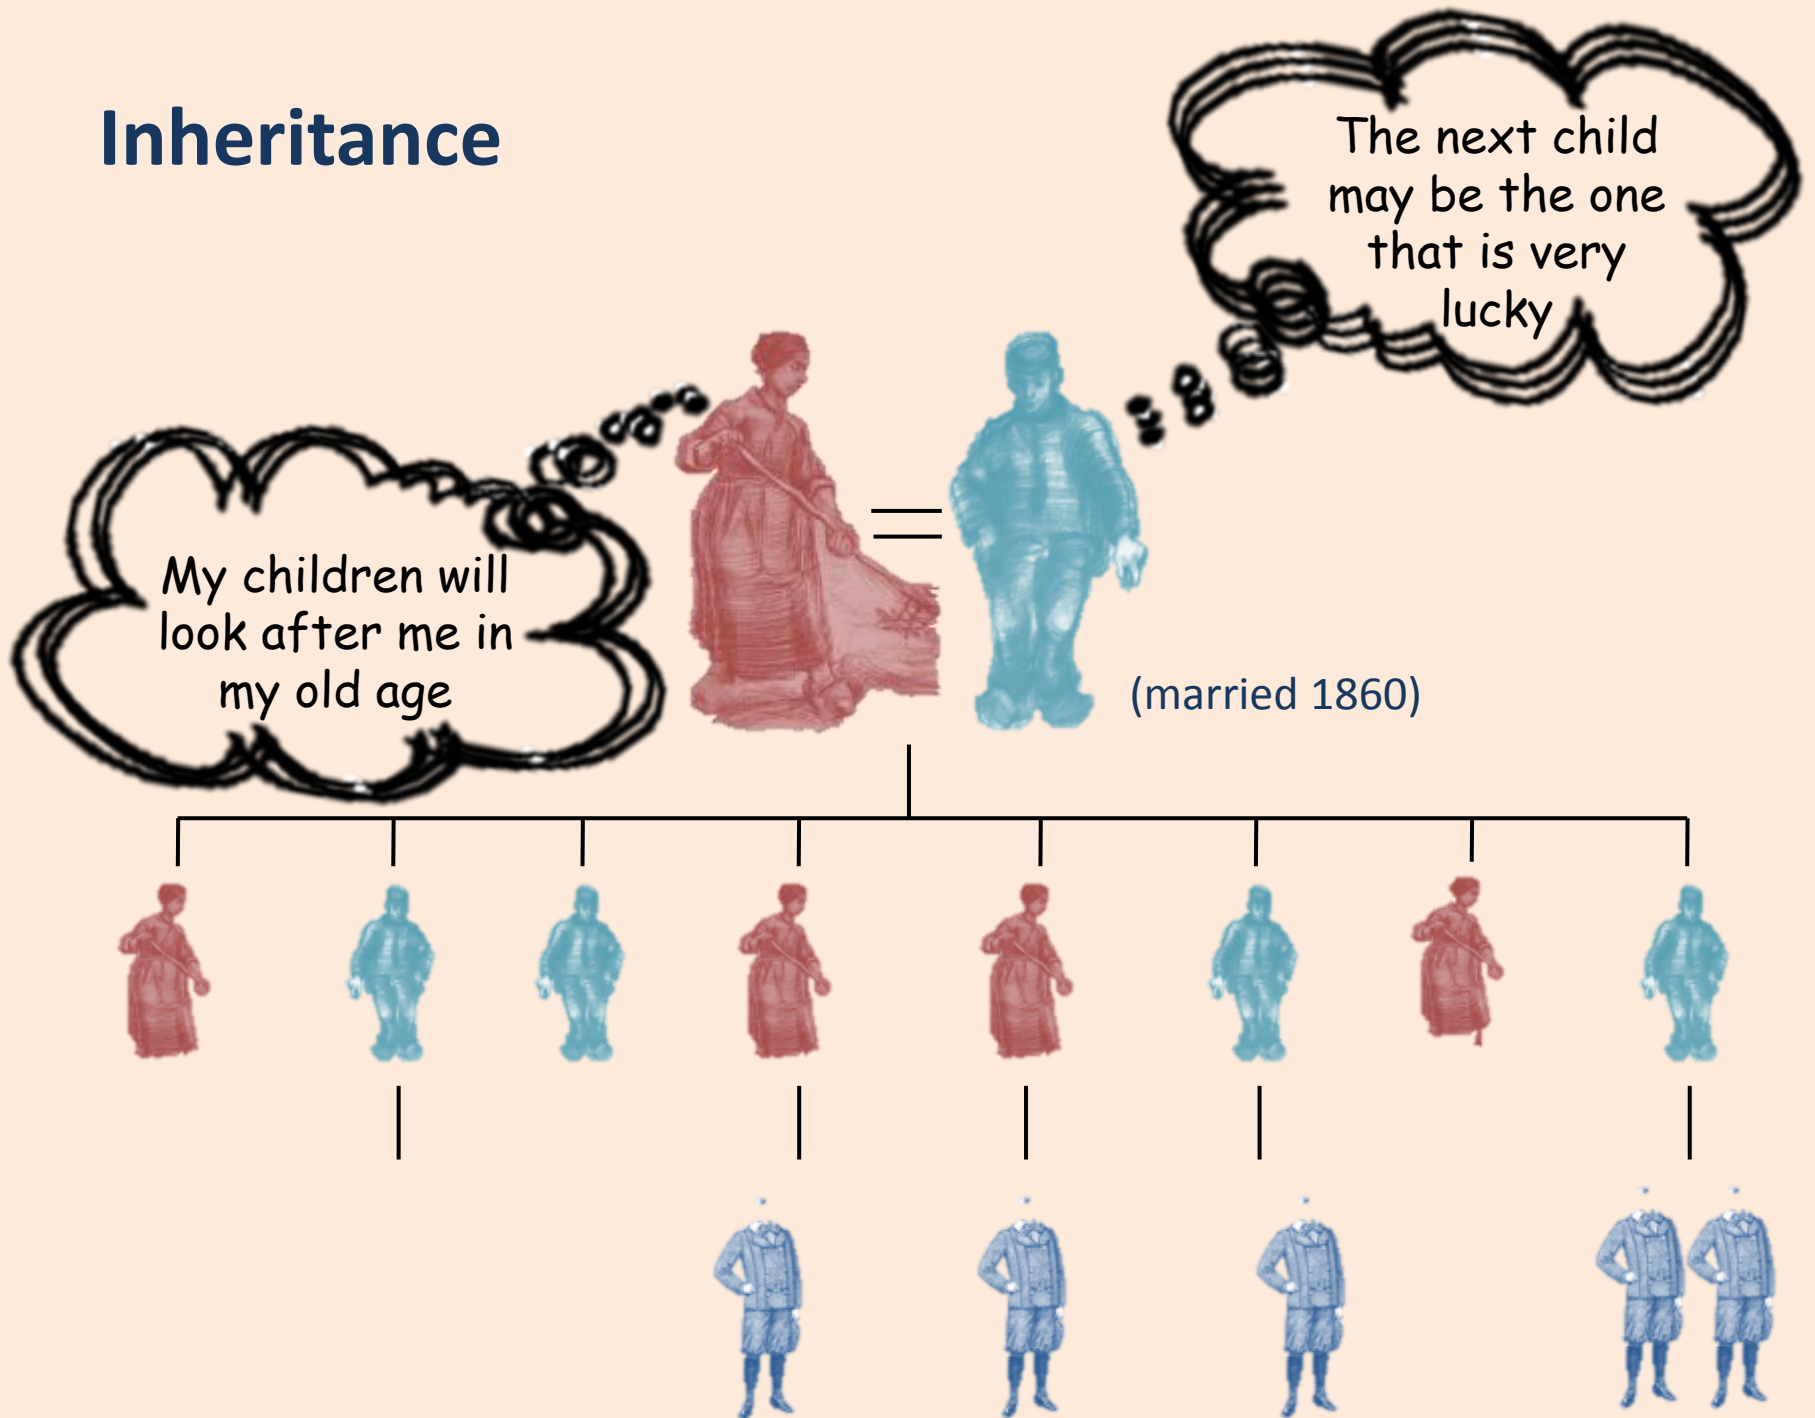 Inheritance
The next child
may be the one
that is very
lucky
My children will
look after me in
my old age
(married 1860)